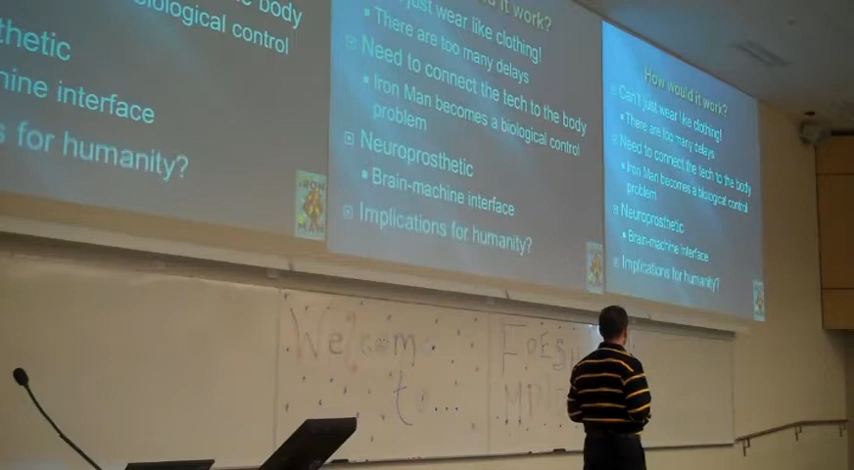 the body
biological control
thetic
hine interface
s for humanity?
just wear like clothing!
There are too many delays
Need to connect the tech to the body
Iron Man becomes a biological control
problem
Neuroprosthetic
Brain-machine interface
Implications for humanity?
How would it work?
Can't just wear like clothing!
There are too many delays
Need to connect the tech to the body
Iron Man becomes a biological control
problem
Neuroprosthetic
Brain-machine interface
Implications for humanity?
Welcome
to...
FRESH